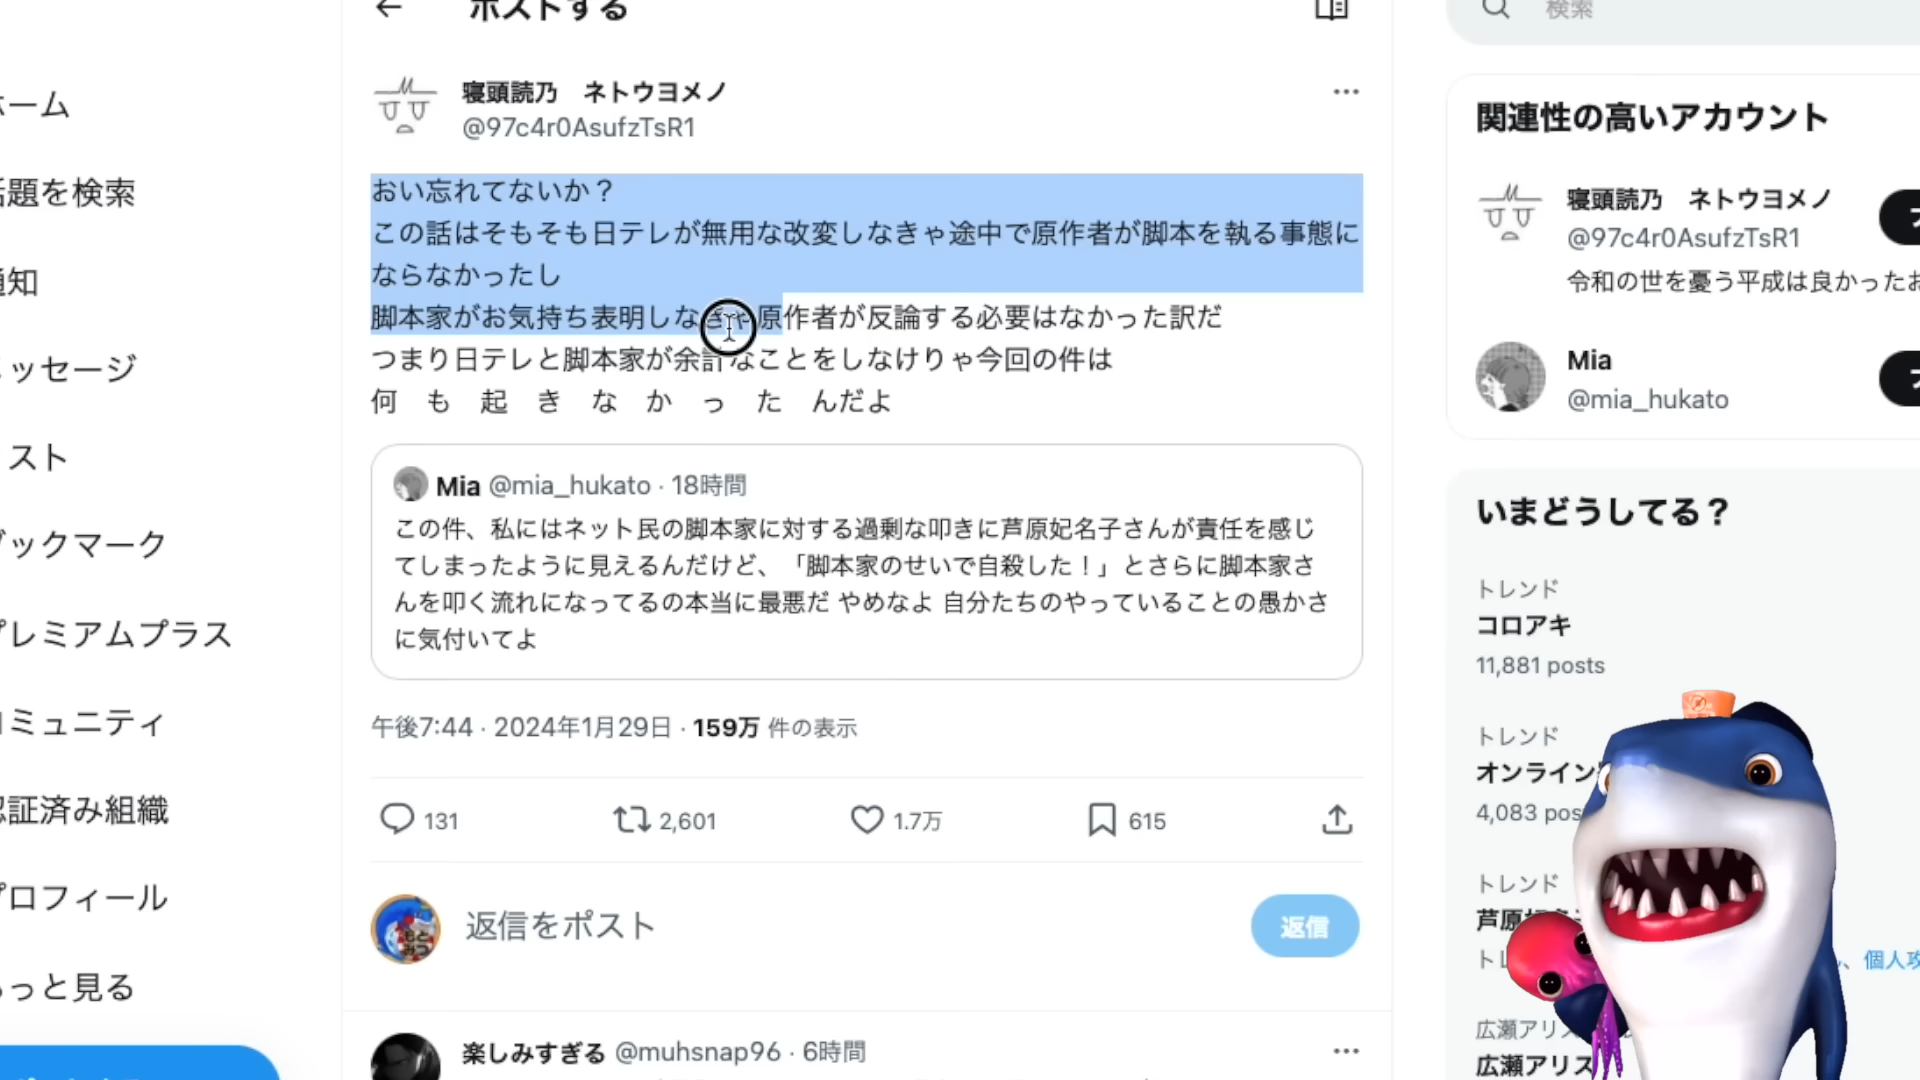 ポストする
検索
ホーム
話題を検索
通知
メッセージ
リスト
ブックマーク
プレミアムプラス
コミュニティ
認証済み組織
プロフィール
もっと見る
寝頭読乃　ネトウヨメノ
@97c4r0AsufzTsR1
おい忘れてないか？
この話はそもそも日テレが無用な改変しなきゃ途中で原作者が脚本を執る事態に
ならなかったし
脚本家がお気持ち表明しなきゃ原作者が反論する必要はなかった訳だ
つまり日テレと脚本家が余計なことをしなけりゃ今回の件は
何　も　起　き　な　か　っ　た　んだよ
Mia @mia_hukato · 18時間
この件、私にはネット民の脚本家に対する過剰な叩きに芦原妃名子さんが責任を感じ
てしまったように見えるんだけど、「脚本家のせいで自殺した！」とさらに脚本家さ
んを叩く流れになってるの本当に最悪だ やめなよ 自分たちのやっていることの愚かさ
に気付いてよ
午後7:44 · 2024年1月29日 · 159万 件の表示
131
2,601
1.7万
615
返信をポスト
返信
楽しみすぎる @muhsnap96 · 6時間
関連性の高いアカウント
寝頭読乃　ネトウヨメノ
@97c4r0AsufzTsR1
令和の世を憂う平成は良かったお
Mia
@mia_hukato
いまどうしてる？
トレンド
コロアキ
11,881 posts
トレンド
オンライン
4,083 pos
トレンド
芦原
トレ
、個人攻
広瀬アリス
広瀬アリス